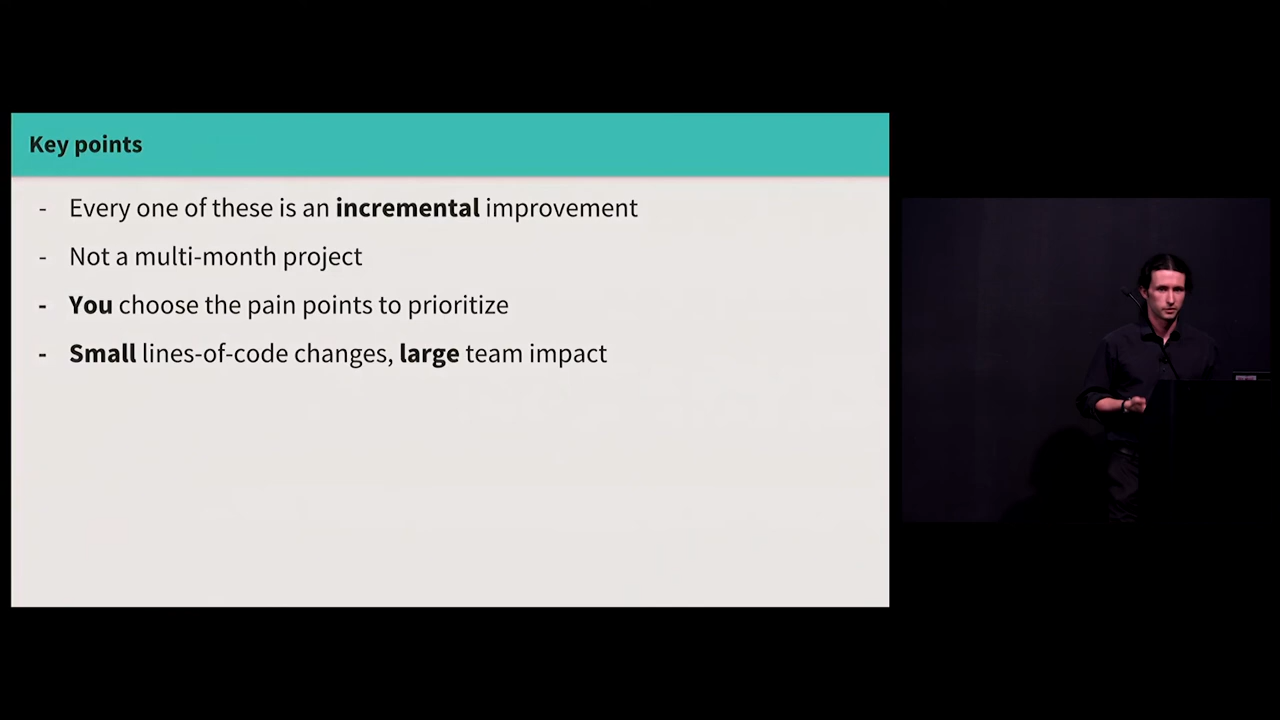 Key points
- Every one of these is an incremental improvement
- Not a multi-month project
- You choose the pain points to prioritize
- Small lines-of-code changes, large team impact